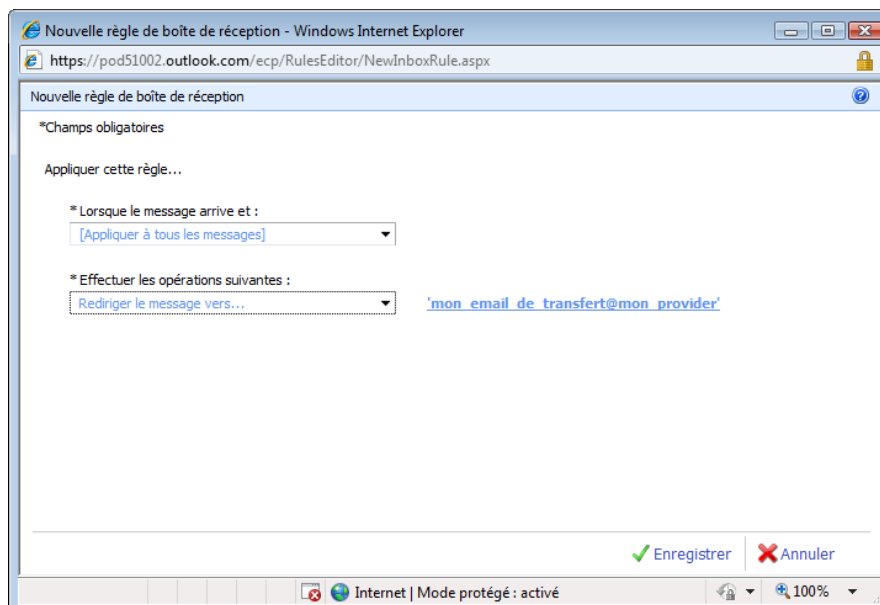 Nouvelle règle de boîte de réception - Windows Internet Explorer
https://pod51002.outlook.com/ecp/RulesEditor/NewInboxRule.aspx
Nouvelle règle de boîte de réception
*Champs obligatoires
Appliquer cette règle...
* Lorsque le message arrive et :
[Appliquer à tous les messages]
* Effectuer les opérations suivantes :
Rediriger le message vers... 'mon_email_de_transfert@mon_provider'
Enregistrer Annuler
Internet | Mode protégé : activé 100%